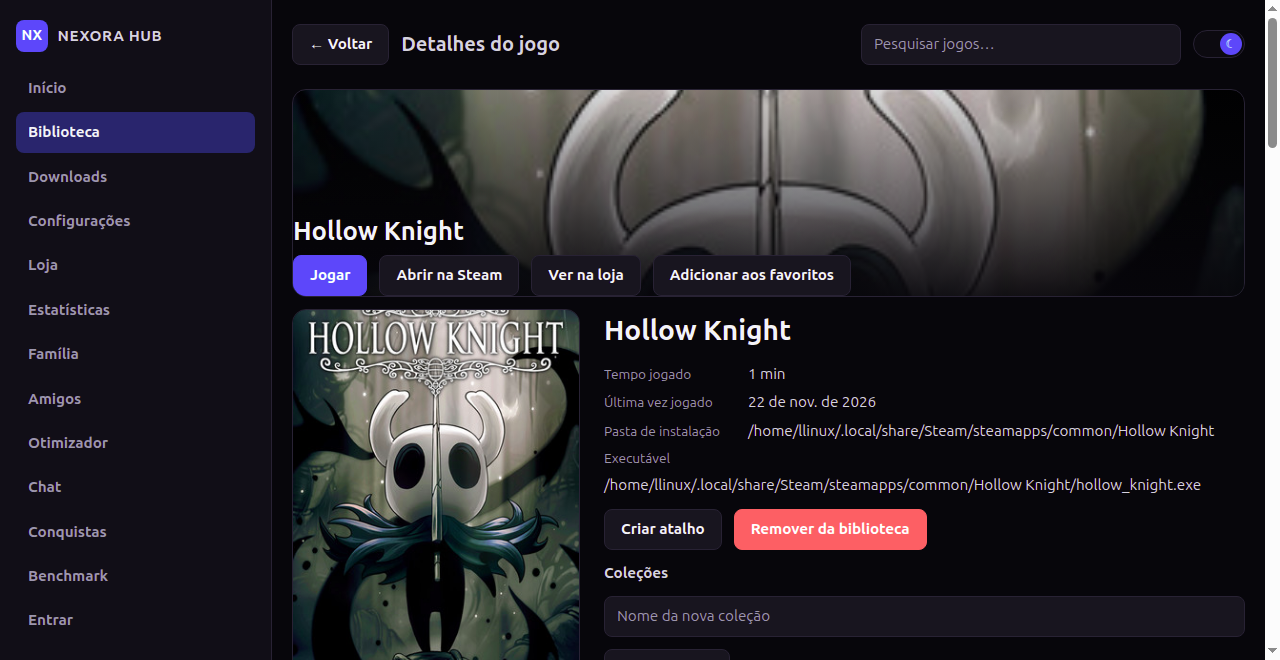 NX NEXORA HUB
Início
Biblioteca
Downloads
Configurações
Loja
Estatísticas
Família
Amigos
Otimizador
Chat
Conquistas
Benchmark
Entrar
← Voltar Detalhes do jogo Pesquisar jogos…
Hollow Knight
Jogar Abrir na Steam Ver na loja Adicionar aos favoritos
HOLLOW KNIGHT
Hollow Knight
Tempo jogado 1 min
Última vez jogado 22 de nov. de 2026
Pasta de instalação /home/llinux/.local/share/Steam/steamapps/common/Hollow Knight
Executável
/home/llinux/.local/share/Steam/steamapps/common/Hollow Knight/hollow_knight.exe
Criar atalho Remover da biblioteca
Coleções
Nome da nova coleção